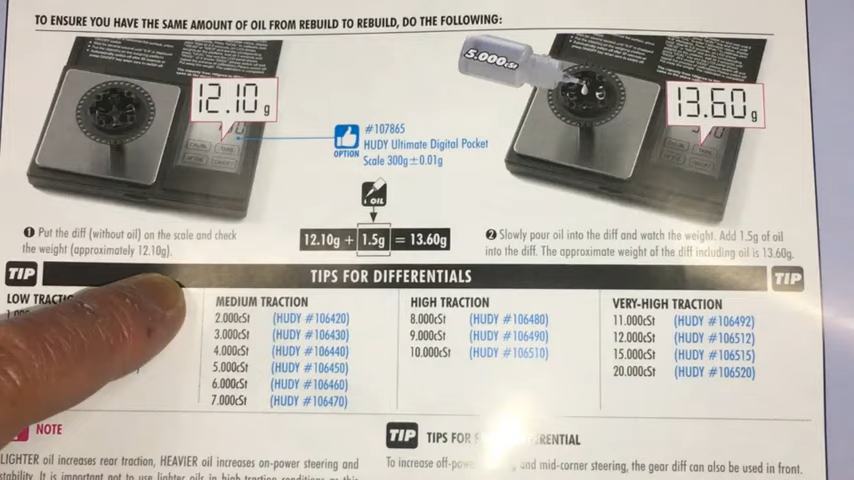 TO ENSURE YOU HAVE THE SAME AMOUNT OF OIL FROM REBUILD TO REBUILD, DO THE FOLLOWING:
12.10g
5.000cSt
13.60g
#107865
OPTION
HUDY Ultimate Digital Pocket
Scale 300g±0.01g
OIL
❶ Put the diff (without oil) on the scale and check
the weight (approximately 12.10g).
12.10g + 1.5g = 13.60g
❷ Slowly pour oil into the diff and watch the weight. Add 1.5g of oil
into the diff. The approximate weight of the diff including oil is 13.60g.
TIP
TIPS FOR DIFFERENTIALS
TIP
LOW
MEDIUM TRACTION
2.000cSt (HUDY #106420)
3.000cSt (HUDY #106430)
4.000cSt (HUDY #106440)
5.000cSt (HUDY #106450)
6.000cSt (HUDY #106460)
7.000cSt (HUDY #106470)
HIGH TRACTION
8.000cSt (HUDY #106480)
9.000cSt (HUDY #106490)
10.000cSt (HUDY #106510)
VERY-HIGH TRACTION
11.000cSt (HUDY #106492)
12.000cSt (HUDY #106512)
15.000cSt (HUDY #106515)
20.000cSt (HUDY #106520)
NOTE
LIGHTER oil increases rear traction, HEAVIER oil increases on-power steering and
stability. It is important not to use lighter oils in high traction conditions as this
TIP
TIPS FOR
To increase and mid-corner steering, the gear diff can also be used in front.